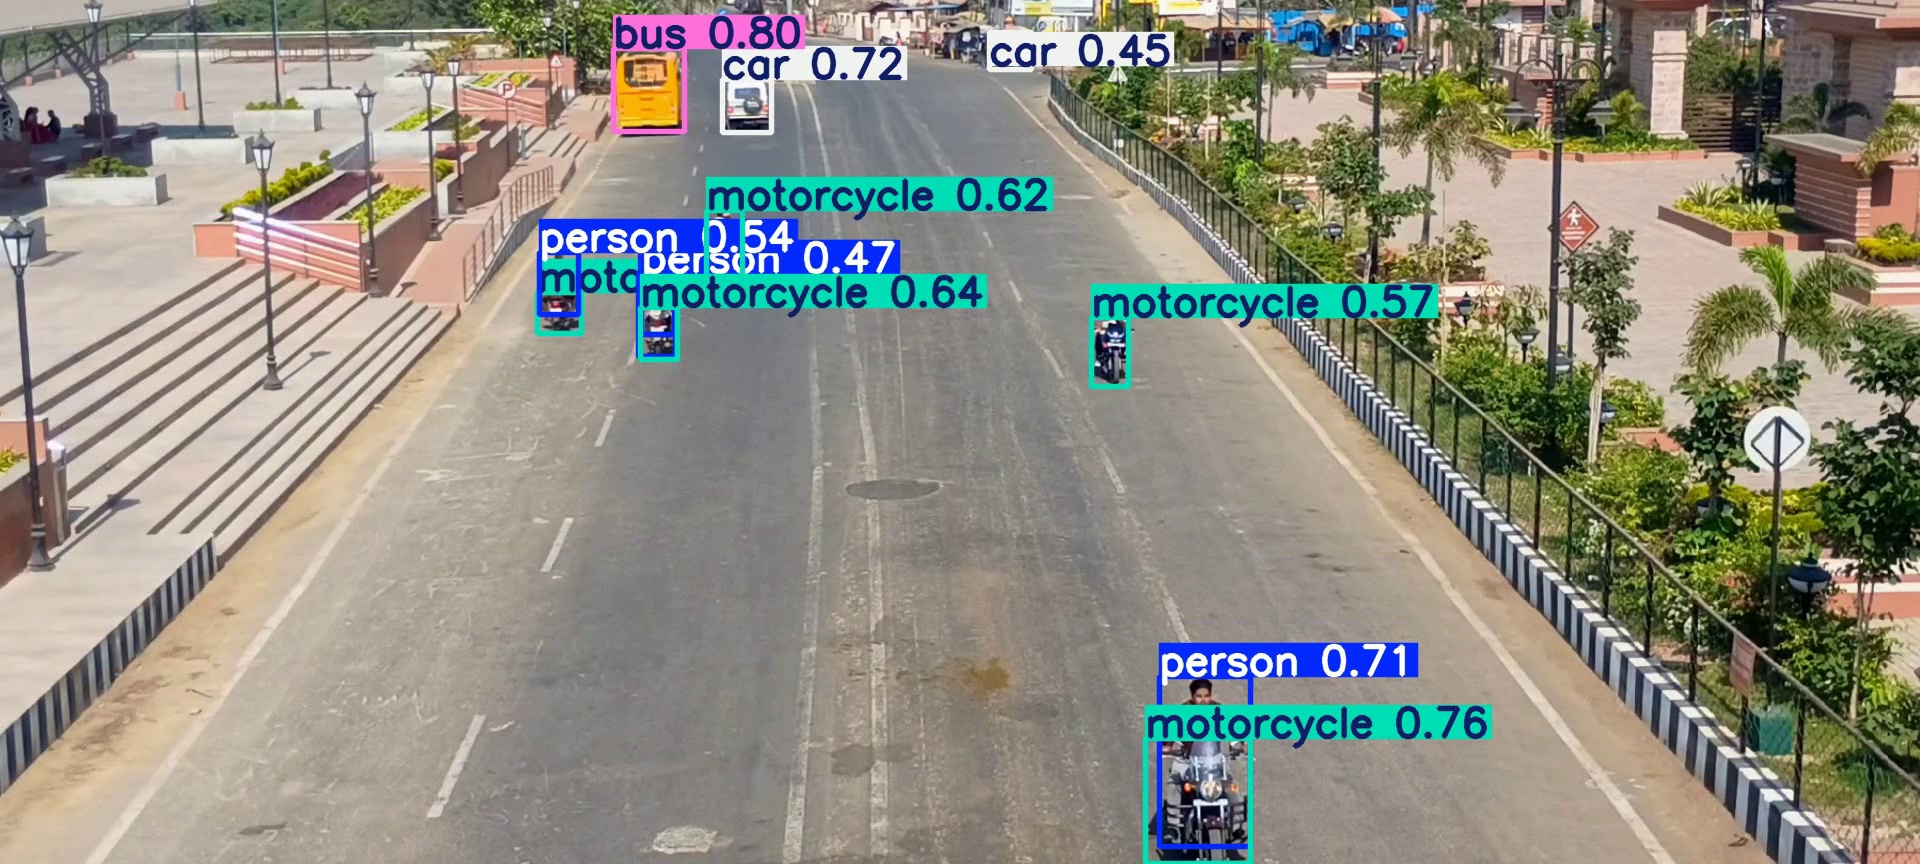 bus 0.80
car 0.72
car 0.45
motorcycle 0.62
person 0.54
person 0.47
motorcycle 0.64
motorcycle 0.57
person 0.71
motorcycle 0.76
P